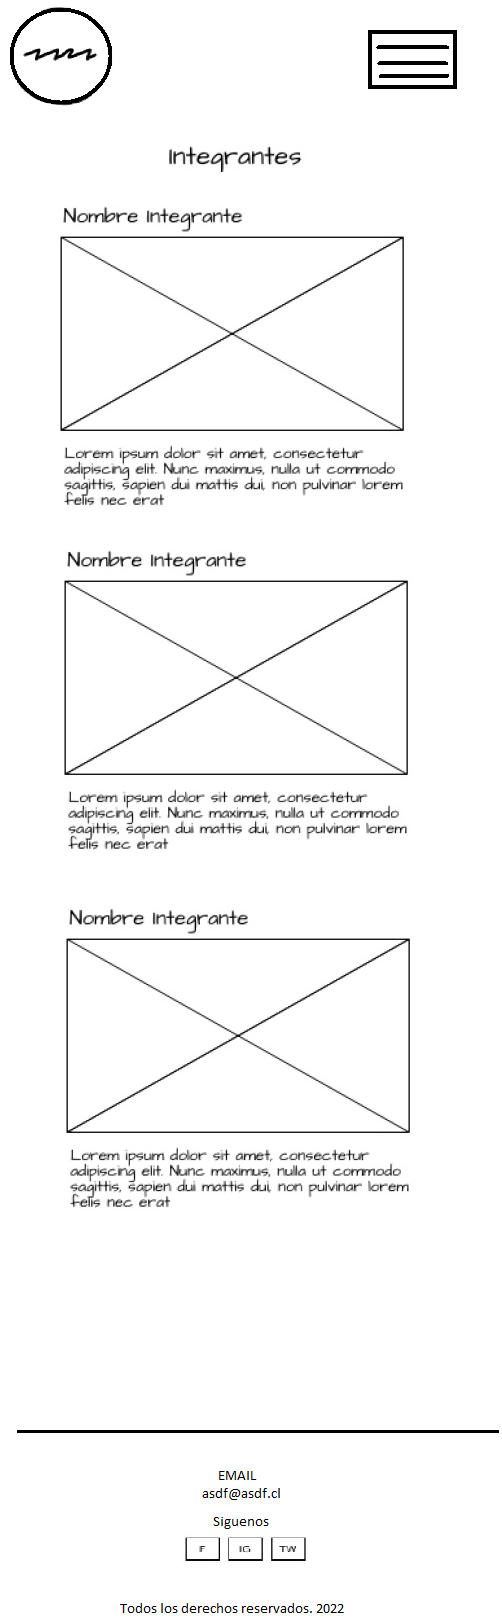 Integrantes
Nombre Integrante
Lorem ipsum dolor sit amet, consectetur
adipiscing elit. Nunc maximus, nulla ut commodo
sagittis, sapien dui mattis dui, non pulvinar lorem
felis nec erat
Nombre Integrante
Lorem ipsum dolor sit amet, consectetur
adipiscing elit. Nunc maximus, nulla ut commodo
sagittis, sapien dui mattis dui, non pulvinar lorem
felis nec erat
Nombre Integrante
Lorem ipsum dolor sit amet, consectetur
adipiscing elit. Nunc maximus, nulla ut commodo
sagittis, sapien dui mattis dui, non pulvinar lorem
felis nec erat
EMAIL
asdf@asdf.cl
Siguenos
F IG TW
Todos los derechos reservados. 2022